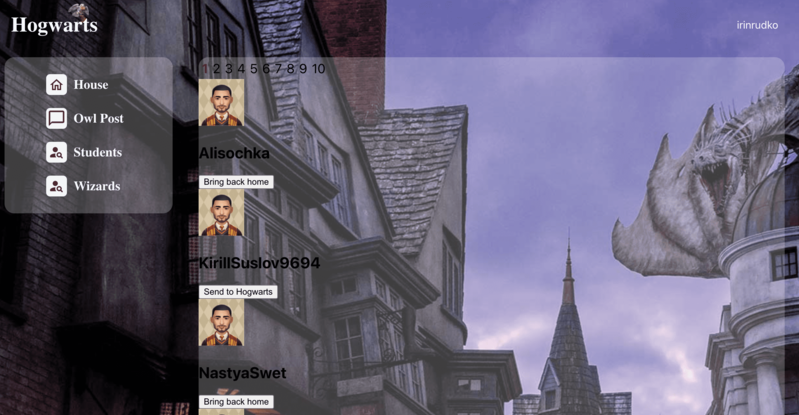 Hogwarts
irinrudko
House
Owl Post
Students
Wizards
1 2 3 4 5 6 7 8 9 10
Alisochka
Bring back home
KirillSuslov9694
Send to Hogwarts
NastyaSwet
Bring back home